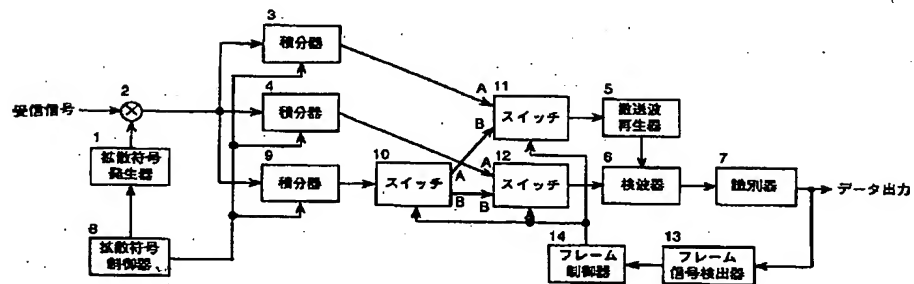 3
積分器
2
受信信号
1
拡散符号
発生器
4
積分器
9
積分器
8
拡散符号
制御器
10
スイッチ
A
B
A
B
A
B
11
スイッチ
12
スイッチ
5
搬送波
再生器
6
検波器
7
識別器
データ出力
14
フレーム
制御器
13
フレーム
信号検出器